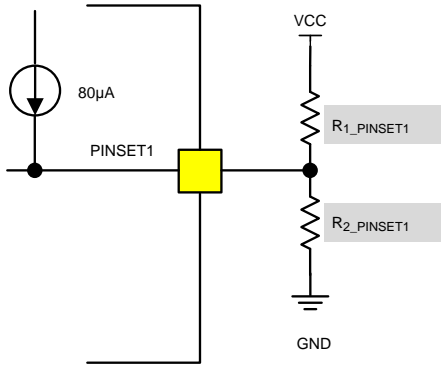 VCC
80µA
R1_PINSET1
PINSET1
R2_PINSET1
GND